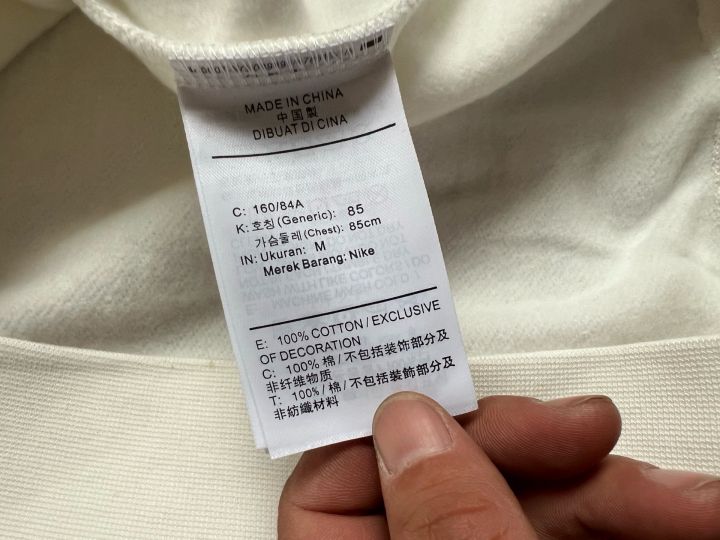 MADE IN CHINA
中国製
DIBUAT DI CINA
C: 160/84A
K: 호칭 (Generic): 85
가슴둘레 (Chest): 85cm
IN: Ukuran: M
Merek Barang: Nike
E: 100% COTTON / EXCLUSIVE
OF DECORATION
C: 100% 棉 / 不包括装饰部分及
非纤维物质
T: 100% / 棉 / 不包括装飾部分及
非紡織材料